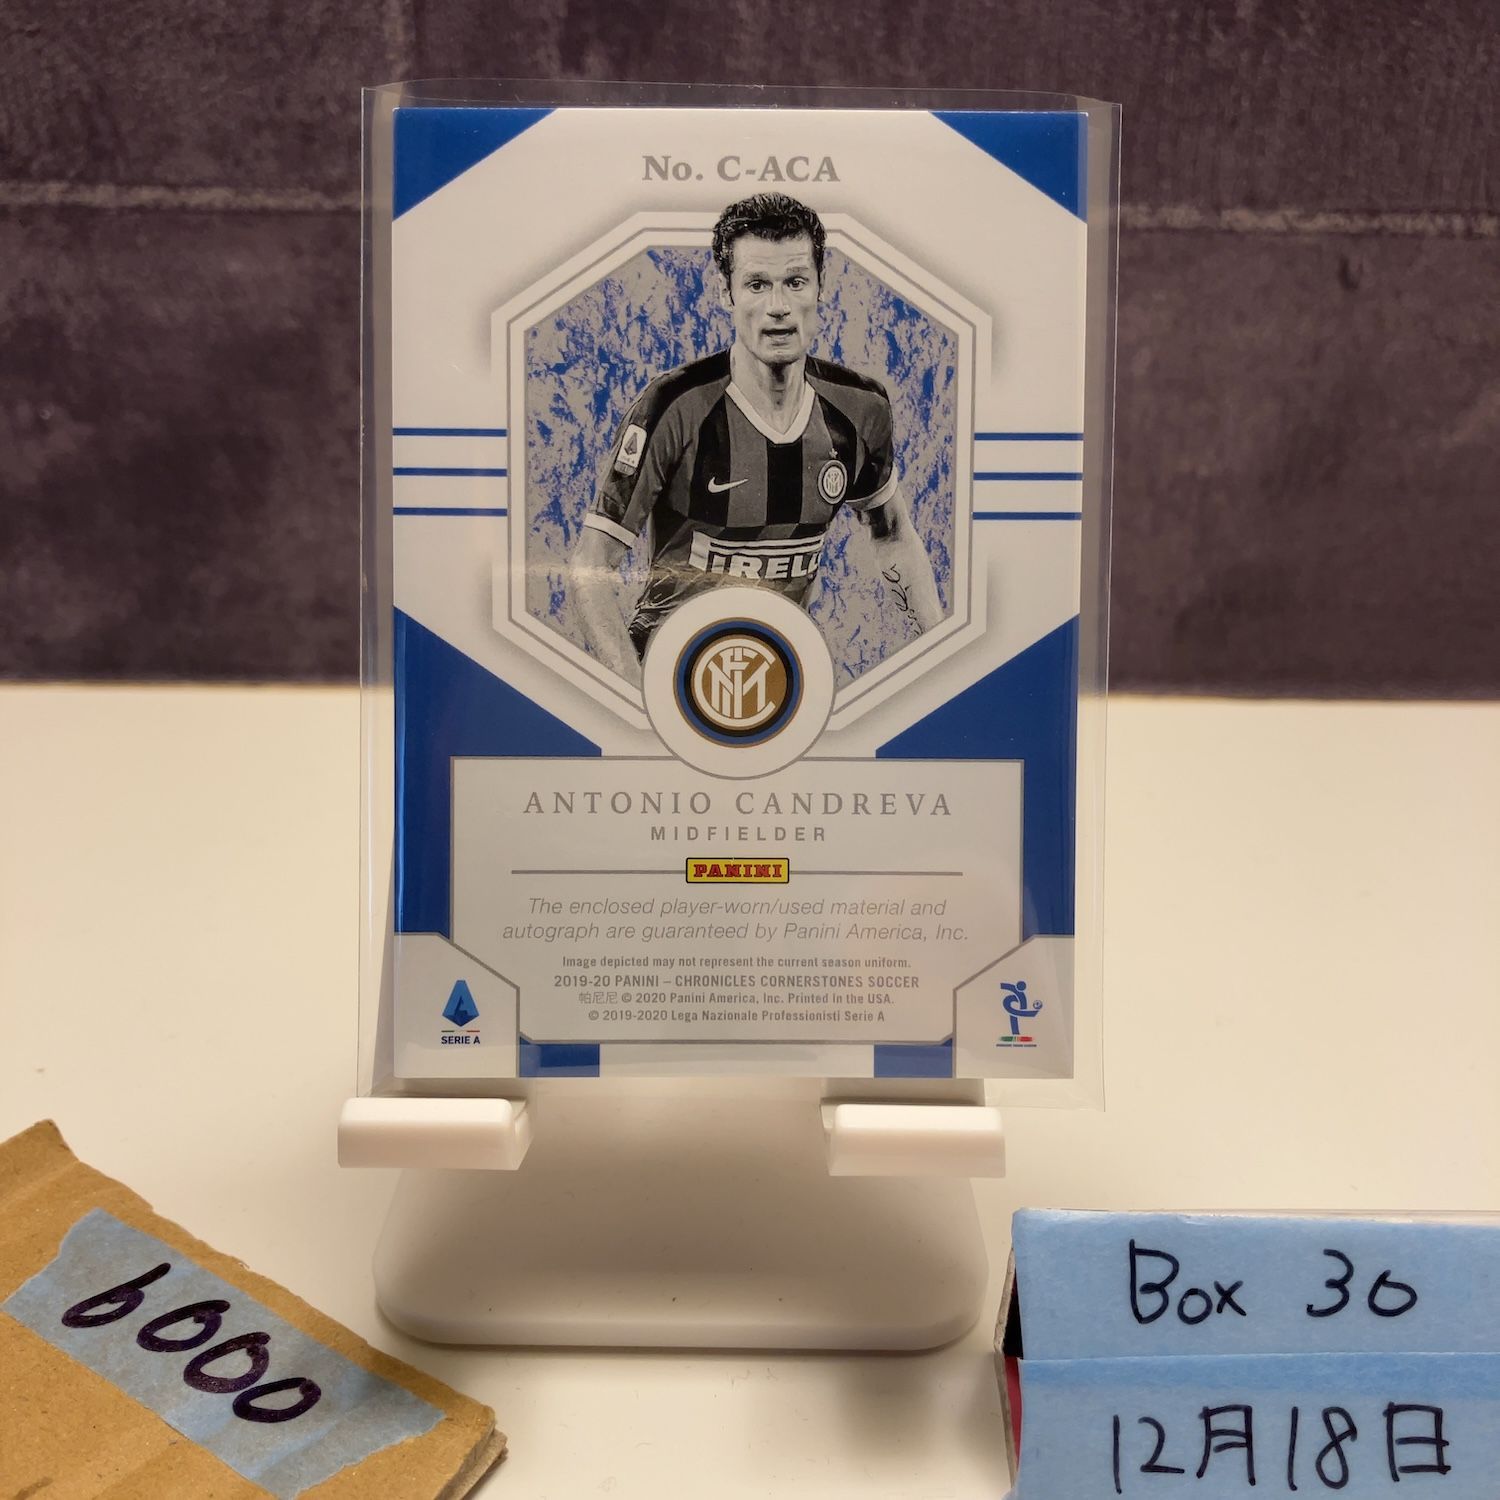 No. C-ACA
PIRELLI
ANTONIO CANDREVA
MIDFIELDER
PANINI
The enclosed player-worn/used material and
autograph are guaranteed by Panini America, Inc.
Image depicted may not represent the current season uniform.
2019-20 PANINI – CHRONICLES CORNERSTONES SOCCER
帕尼尼 © 2020 Panini America, Inc. Printed in the USA.
© 2019-2020 Lega Nazionale Professionisti Serie A
SERIE A
6000
Box 30
12月18日